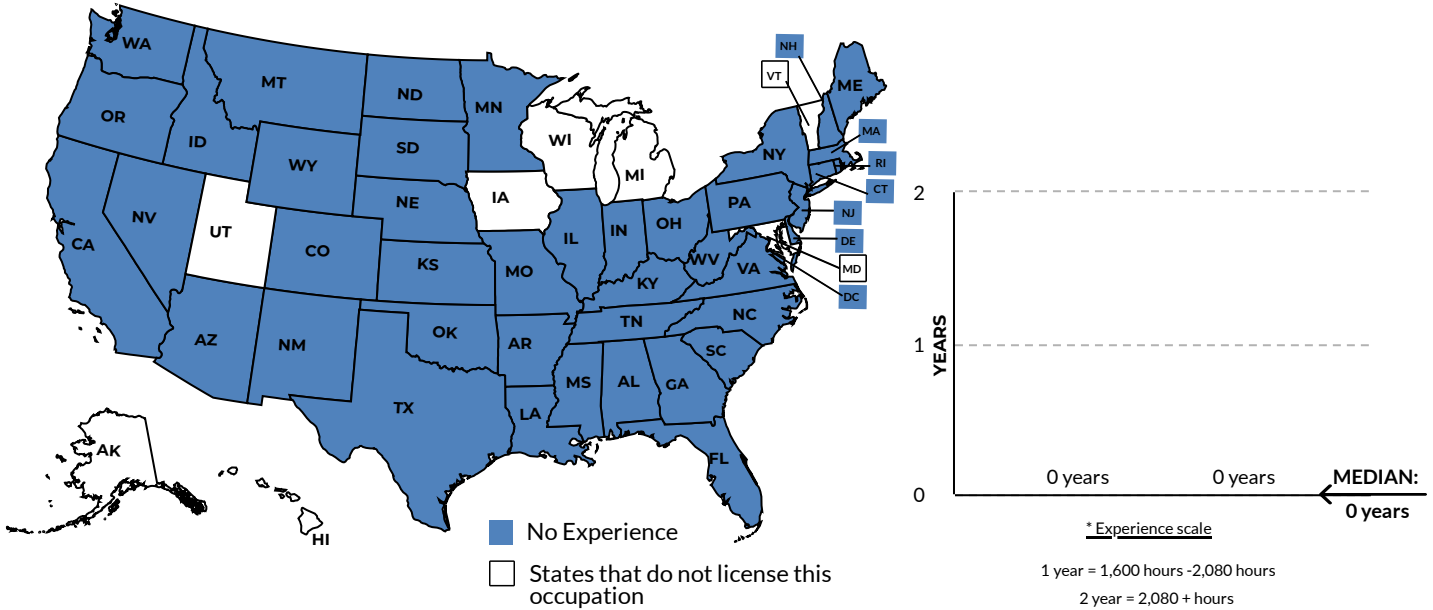 WA
MT
ND
MN
OR
ID
WY
SD
WI
MI
NY
NH
VT
ME
MA
RI
CT
NJ
DE
MD
DC
CA
NV
UT
CO
NE
IA
KS
MO
IL
IN
OH
PA
WV
VA
KY
NC
TN
SC
AZ
NM
OK
AR
TX
LA
MS
AL
GA
FL
AK
HI
No Experience
States that do not license this
occupation
YEARS
2
1
0
0 years
0 years
MEDIAN:
0 years
* Experience scale
1 year = 1,600 hours -2,080 hours
2 year = 2,080 + hours